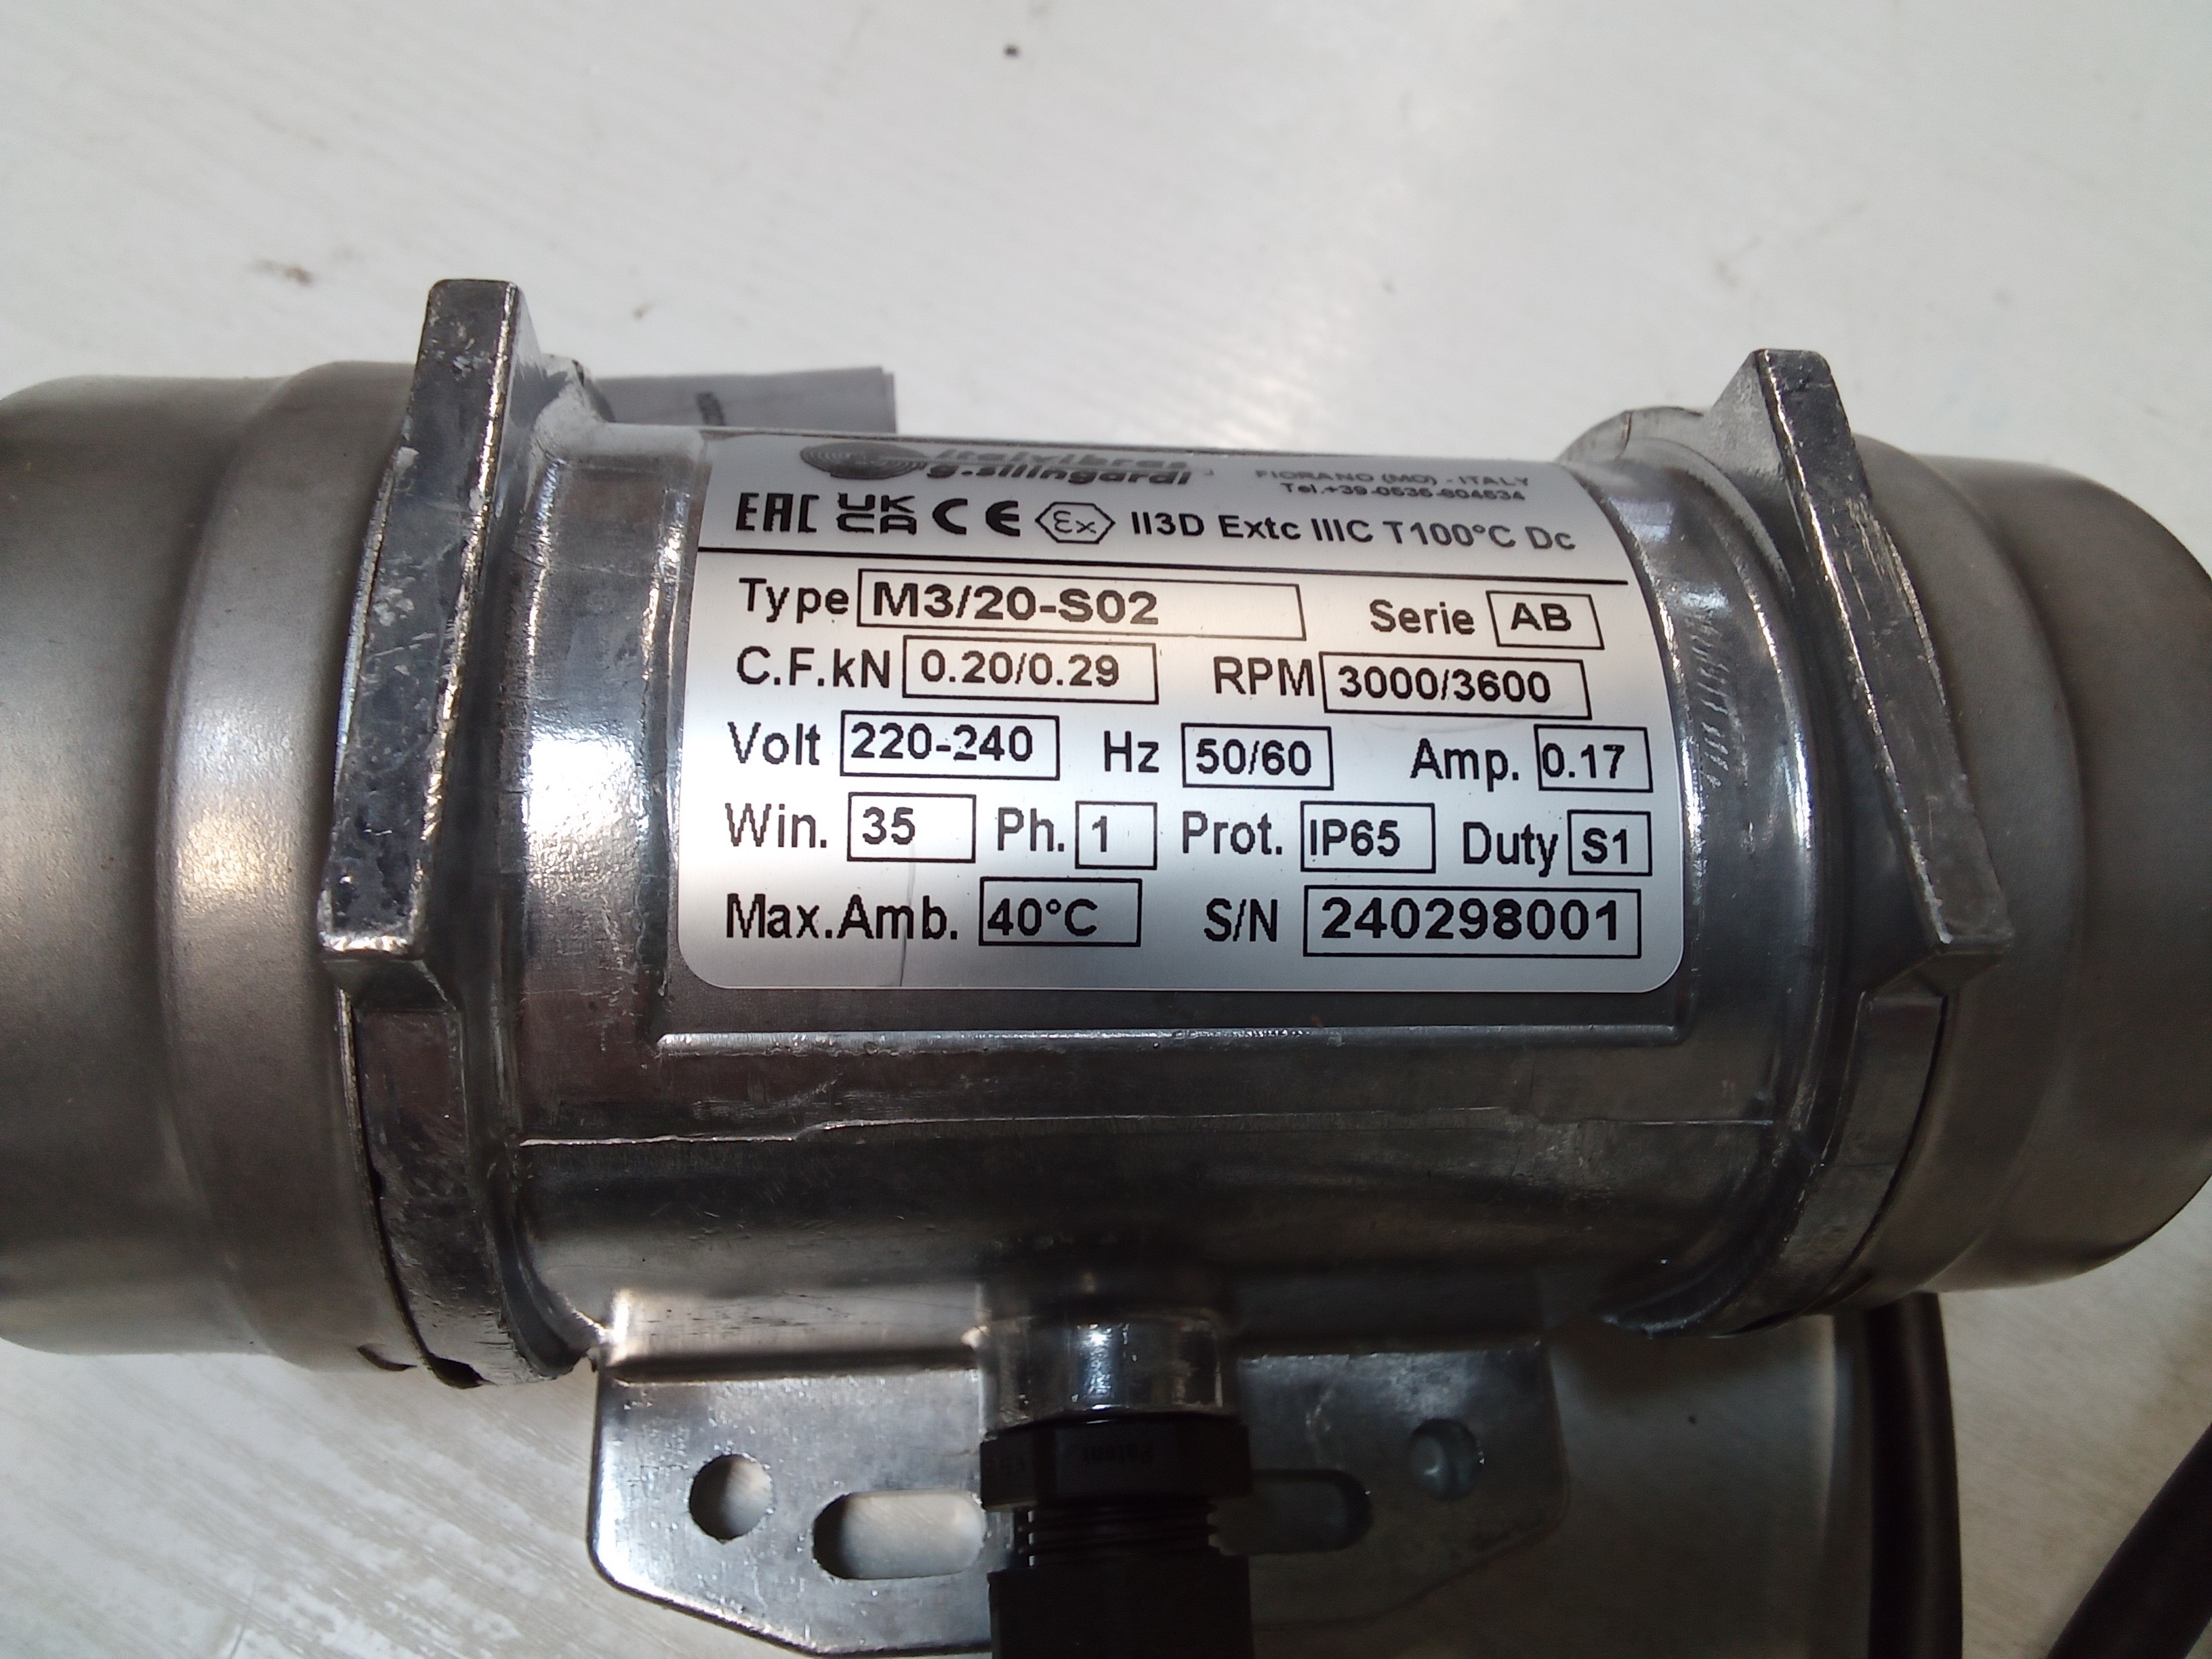 italvibras
g.silingardi
FIORANO (MO) - ITALY
Tel.+39-0536-804634
EAC UK CA CE Ex II3D Extc IIIC T100°C Dc
Type M3/20-S02 Serie AB
C.F.kN 0.20/0.29 RPM 3000/3600
Volt 220-240 Hz 50/60 Amp. 0.17
Win. 35 Ph. 1 Prot. IP65 Duty S1
Max.Amb. 40°C S/N 240298001